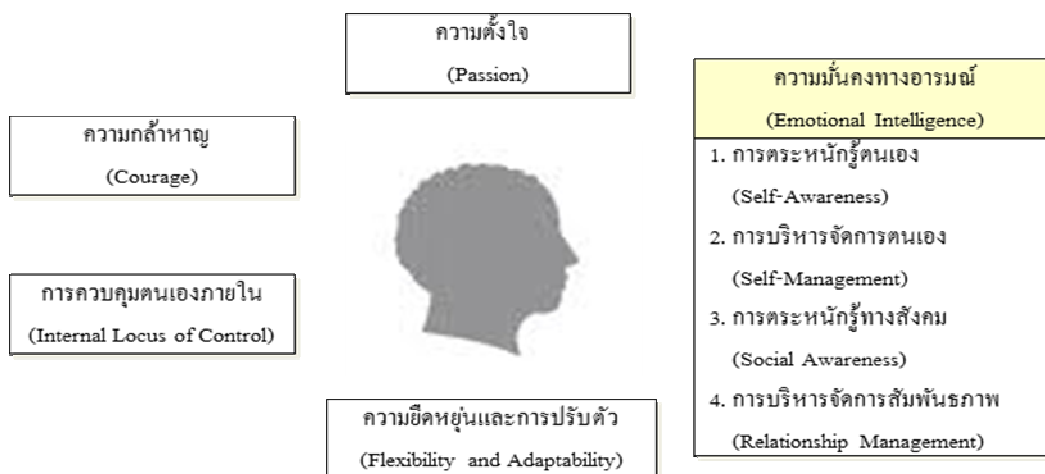 ความตั้งใจ
(Passion)
ความกล้าหาญ
(Courage)
การควบคุมตนเองภายใน
(Internal Locus of Control)
ความยืดหยุ่นและการปรับตัว
(Flexibility and Adaptability)
ความมั่นคงทางอารมณ์
(Emotional Intelligence)
1. การตระหนักรู้ตนเอง
(Self-Awareness)
2. การบริหารจัดการตนเอง
(Self-Management)
3. การตระหนักรู้ทางสังคม
(Social Awareness)
4. การบริหารจัดการสัมพันธภาพ
(Relationship Management)